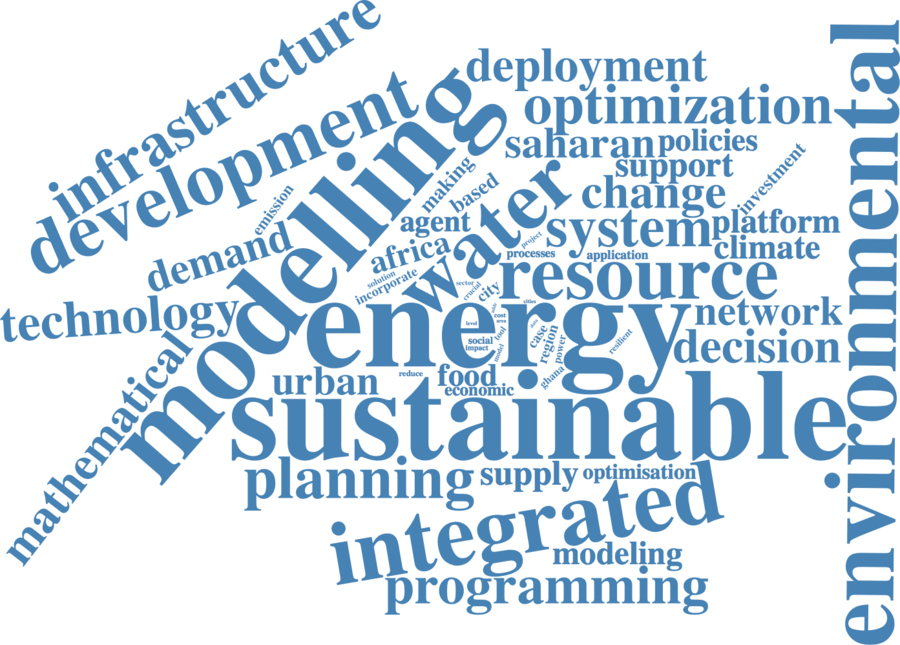 infrastructure
development
modelling
deployment
optimization
environmental
saharan
policies
support
investment
making
based
emission
change
agent
water
system
platform
africa
demand
climate
project
processes
application
solution
incorporate
sector
crucial
city
cities
resource
technology
energy
network
decision
level
social
impact
tool
model
case
region
power
resilient
ghana
mathematical
urban
reduce
food
economic
sustainable
planning
supply
optimisation
integrated
modeling
programming